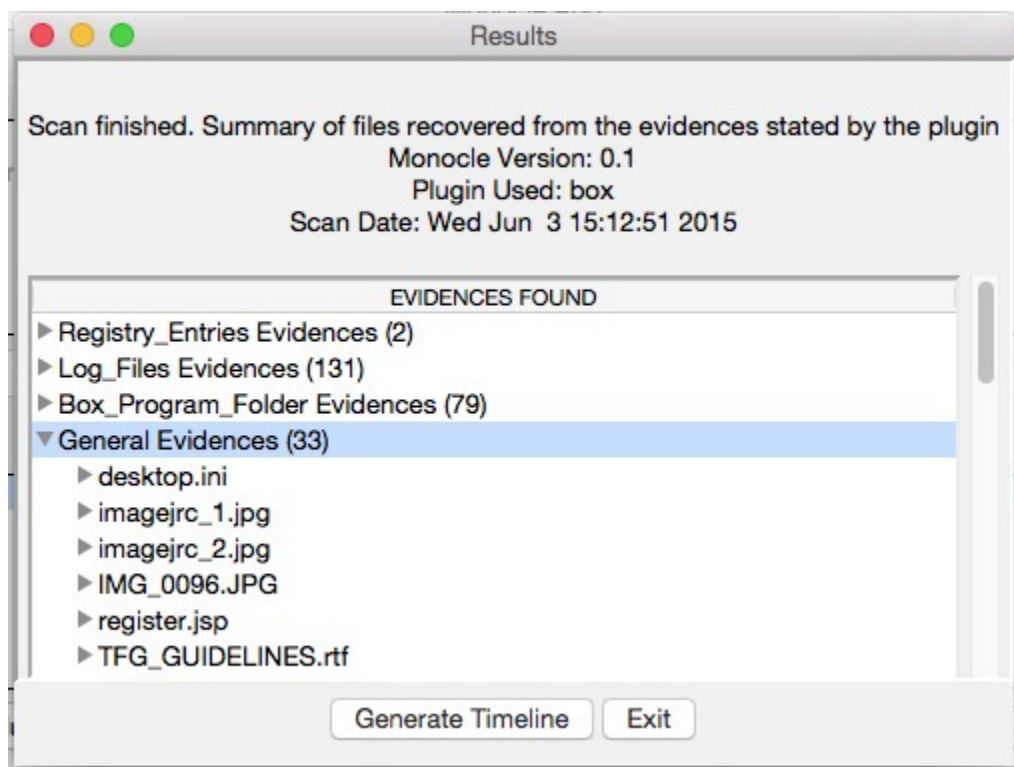 Results
Scan finished. Summary of files recovered from the evidences stated by the plugin
Monocle Version: 0.1
Plugin Used: box
Scan Date: Wed Jun  3 15:12:51 2015
EVIDENCES FOUND
Registry_Entries Evidences (2)
Log_Files Evidences (131)
Box_Program_Folder Evidences (79)
General Evidences (33)
desktop.ini
imagejrc_1.jpg
imagejrc_2.jpg
IMG_0096.JPG
register.jsp
TFG_GUIDELINES.rtf
Generate Timeline
Exit